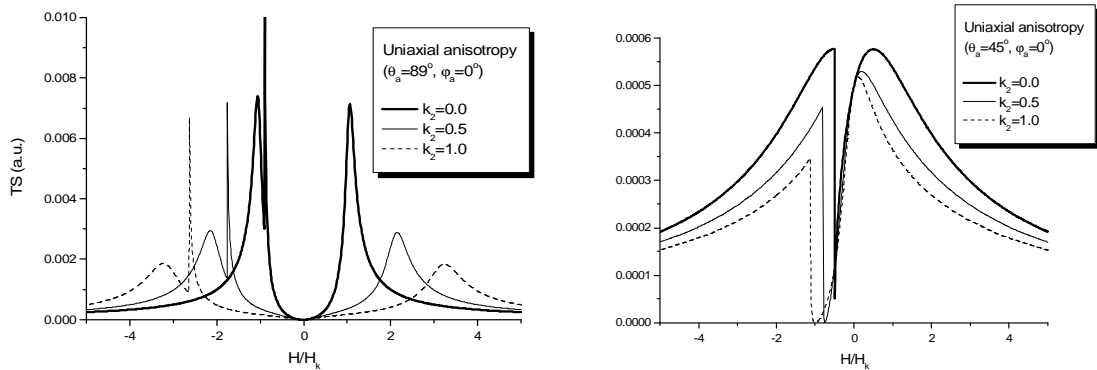 0.010
0.008
0.006
0.004
0.002
0.000
TS (a.u.)
-4 -2 0 2 4
H/Hk
Uniaxial anisotropy
(θa=89°, φa=0°)
k2=0.0
k2=0.5
k2=1.0
0.0006
0.0005
0.0004
0.0003
0.0002
0.0001
0.0000
-4 -2 0 2 4
H/Hk
Uniaxial anisotropy
(θa=45°, φa=0°)
k2=0.0
k2=0.5
k2=1.0